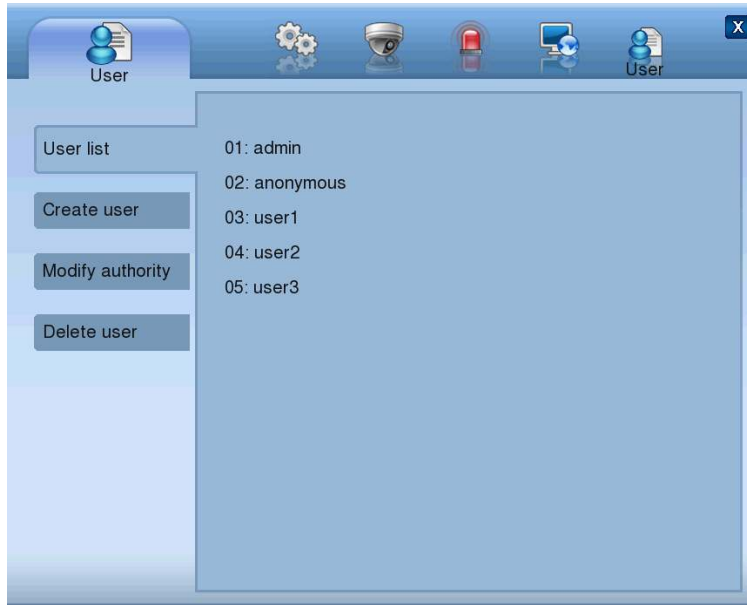 User
User
X
User list
Create user
Modify authority
Delete user
01: admin
02: anonymous
03: user1
04: user2
05: user3